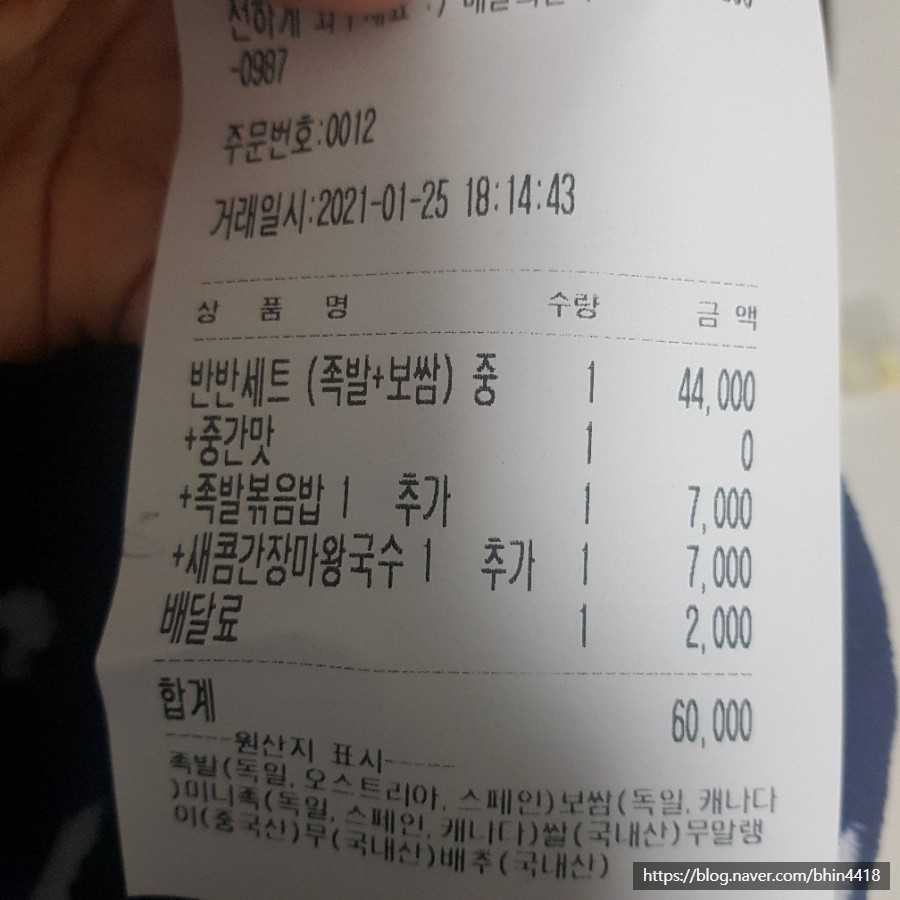 -0987
주문번호:0012
거래일시:2021-01-25 18:14:43
상 품 명 수량 금 액
반반세트 (족발+보쌈) 중 1 44,000
+중간맛 1 0
+족발볶음밥 1 추가 1 7,000
+새콤간장마왕국수 1 추가 1 7,000
배달료 1 2,000
합계 60,000
------원산지 표시------
족발(독일, 오스트리아, 스페인)보쌈(독일, 캐나다
)미니족(독일, 스페인, 캐나다)쌀(국내산)무말랭
이(중국산)무(국내산)배추(국내산)
https://blog.naver.com/bhin4418